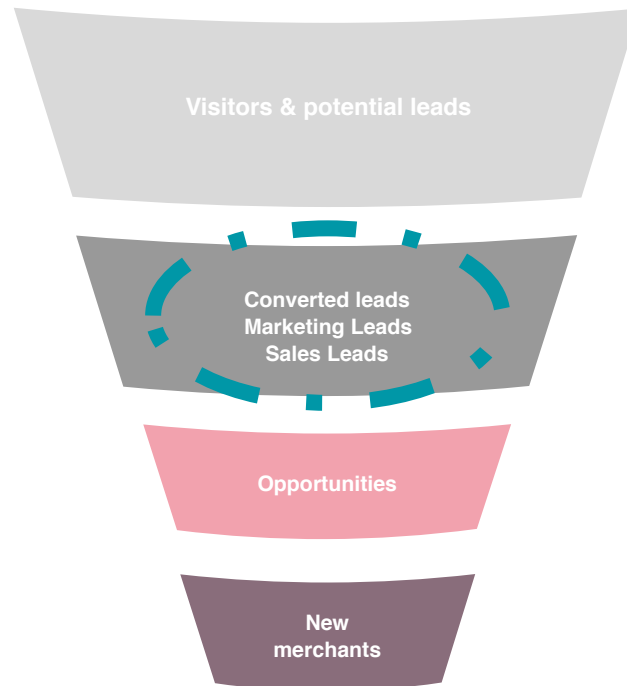 Visitors & potential leads
Converted leads
Marketing Leads
Sales Leads
Opportunities
New
merchants